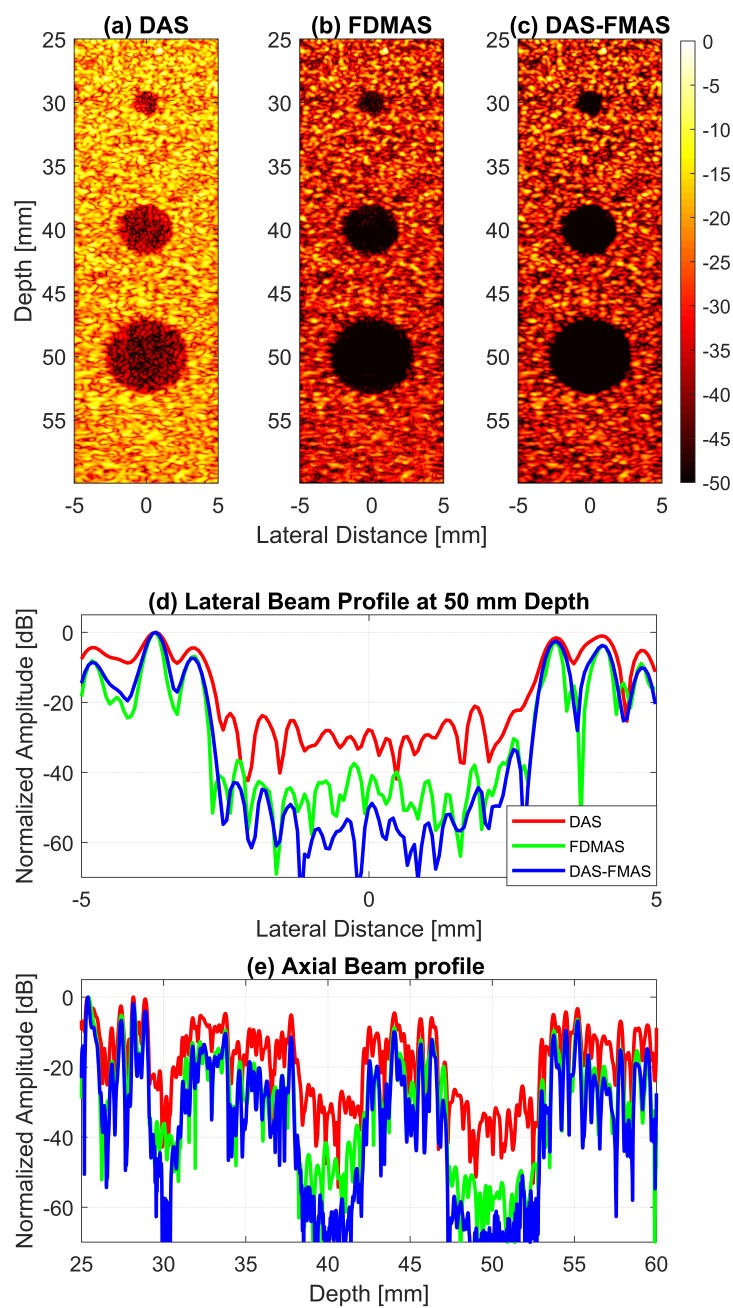 (a) DAS (b) FDMAS (c) DAS-FMAS
25 25 25 0
-5
30 30 30
-10
35 35 35 -15
-20
40 40 40
-25
Depth [mm]
45 45 45 -30
-35
50 50 50
-40
55 55 55
-45
-50
-5 0 5 -5 0 5 -5 0 5
Lateral Distance [mm]
(d) Lateral Beam Profile at 50 mm Depth
Normalized Amplitude [dB]
0
-20
-40
-60
DAS
FDMAS
DAS-FMAS
-5 0 5
Lateral Distance [mm]
(e) Axial Beam profile
Normalized Amplitude [dB]
0
-20
-40
-60
25 30 35 40 45 50 55 60
Depth [mm]